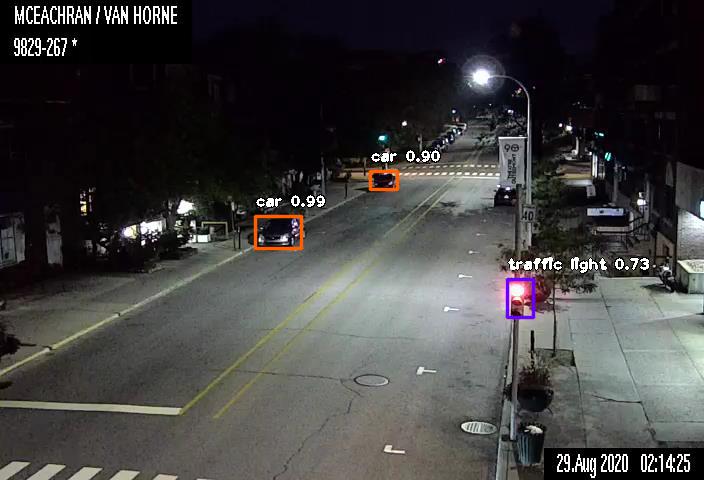 MCEACHRAN / VAN HORNE
9829-267 *
car 0.90
car 0.99
40
traffic light 0.73
29.Aug 2020 02:14:25